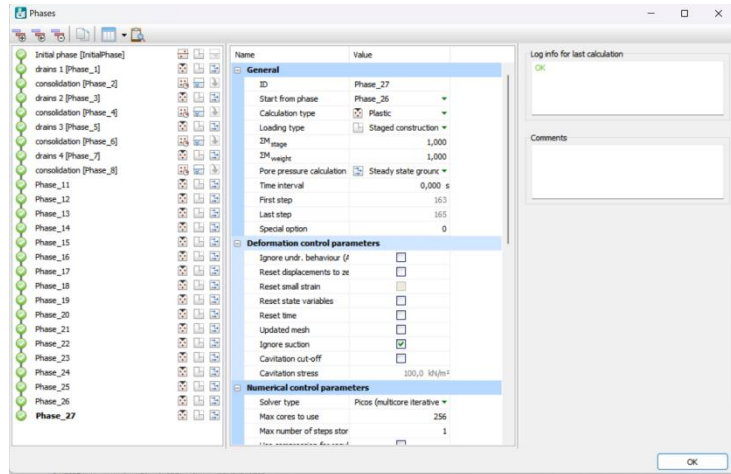 Phases
Initial phase [InitialPhase]
drains 1 [Phase_1]
consolidation [Phase_2]
drains 2 [Phase_3]
consolidation [Phase_4]
drains 3 [Phase_5]
consolidation [Phase_6]
drains 4 [Phase_7]
consolidation [Phase_8]
Phase_11
Phase_12
Phase_13
Phase_14
Phase_15
Phase_16
Phase_17
Phase_18
Phase_19
Phase_20
Phase_21
Phase_22
Phase_23
Phase_24
Phase_25
Phase_26
Phase_27
Name Value
General
ID Phase_27
Start from phase Phase_26
Calculation type Plastic
Loading type Staged construction
ΣM stage 1,000
ΣM weight 1,000
Pore pressure calculation Steady state grounc
Time interval 0,000 s
First step 163
Last step 165
Special option 0
Deformation control parameters
Ignore undr. behaviour (A
Reset displacements to ze
Reset small strain
Reset state variables
Reset time
Updated mesh
Ignore suction
Cavitation cut-off
Cavitation stress 100,0 kN/m²
Numerical control parameters
Solver type Picos (multicore iterative
Max cores to use 256
Max number of steps stor 1
Log info for last calculation
OK
Comments
OK